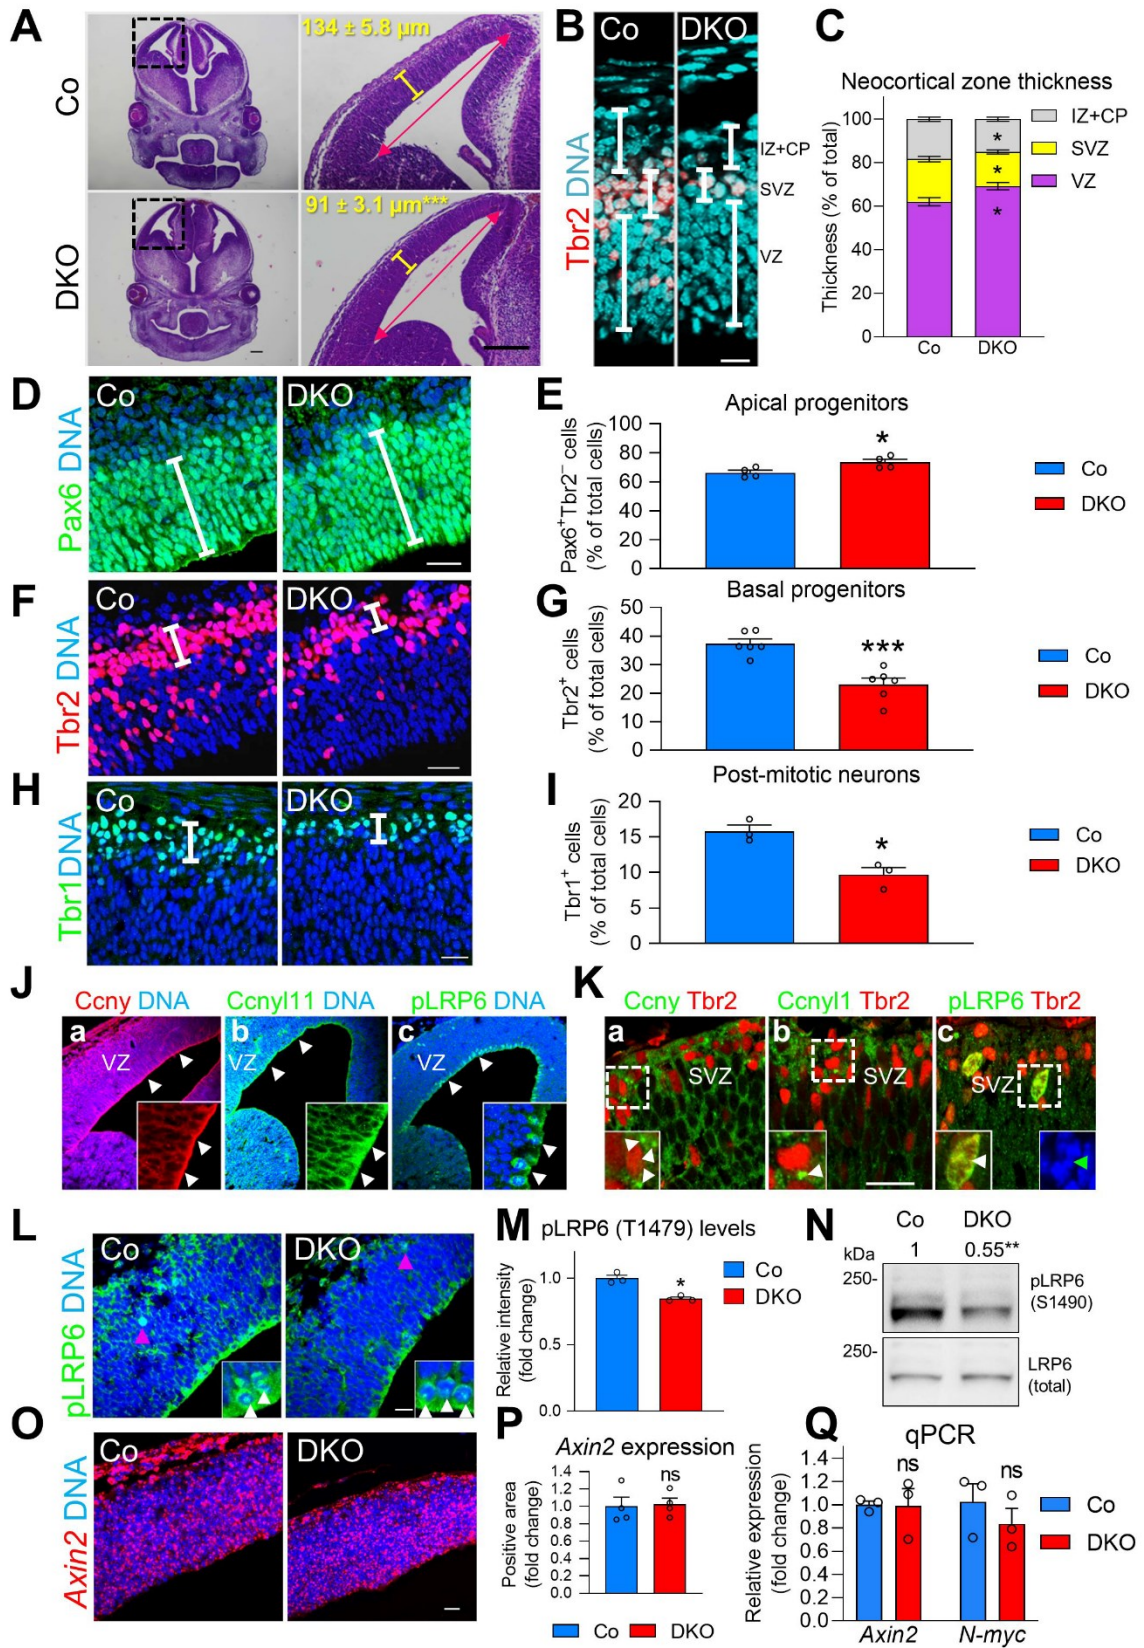 A
Co
134 ± 5.8 µm
DKO
91 ± 3.1 µm***
B
Co
DKO
Tbr2 DNA
IZ+CP
SVZ
VZ
C
Neocortical zone thickness
Thickness (% of total)
100
80
60
40
20
0
*
*
*
Co
DKO
IZ+CP
SVZ
VZ
D
Pax6 DNA
Co
DKO
E
Apical progenitors
Pax6⁺Tbr2⁻ cells
(% of total cells)
100
80
60
40
20
0
*
Co
DKO
F
Tbr2 DNA
Co
DKO
G
Basal progenitors
Tbr2⁺ cells
(% of total cells)
50
40
30
20
10
0
***
Co
DKO
H
Tbr1DNA
Co
DKO
I
Post-mitotic neurons
Tbr1⁺ cells
(% of total cells)
20
15
10
5
0
*
Co
DKO
J
Ccny DNA
Ccnyl11 DNA
pLRP6 DNA
a
VZ
b
VZ
c
VZ
K
Ccny Tbr2
Ccnyl1 Tbr2
pLRP6 Tbr2
a
SVZ
b
SVZ
c
SVZ
L
pLRP6 DNA
Co
DKO
M
pLRP6 (T1479) levels
Relative intensity
(fold change)
1.0
0.5
0.0
*
Co
DKO
N
Co
DKO
kDa
1
0.55**
250-
pLRP6
(S1490)
250-
LRP6
(total)
O
Axin2 DNA
Co
DKO
P
Axin2 expression
Positive area
(fold change)
1.4
1.2
1.0
0.8
0.6
0.4
0.2
0.0
ns
Co
DKO
Q
qPCR
Relative expression
(fold change)
1.4
1.2
1.0
0.8
0.6
0.4
0.2
0.0
ns
ns
Axin2
N-myc
Co
DKO